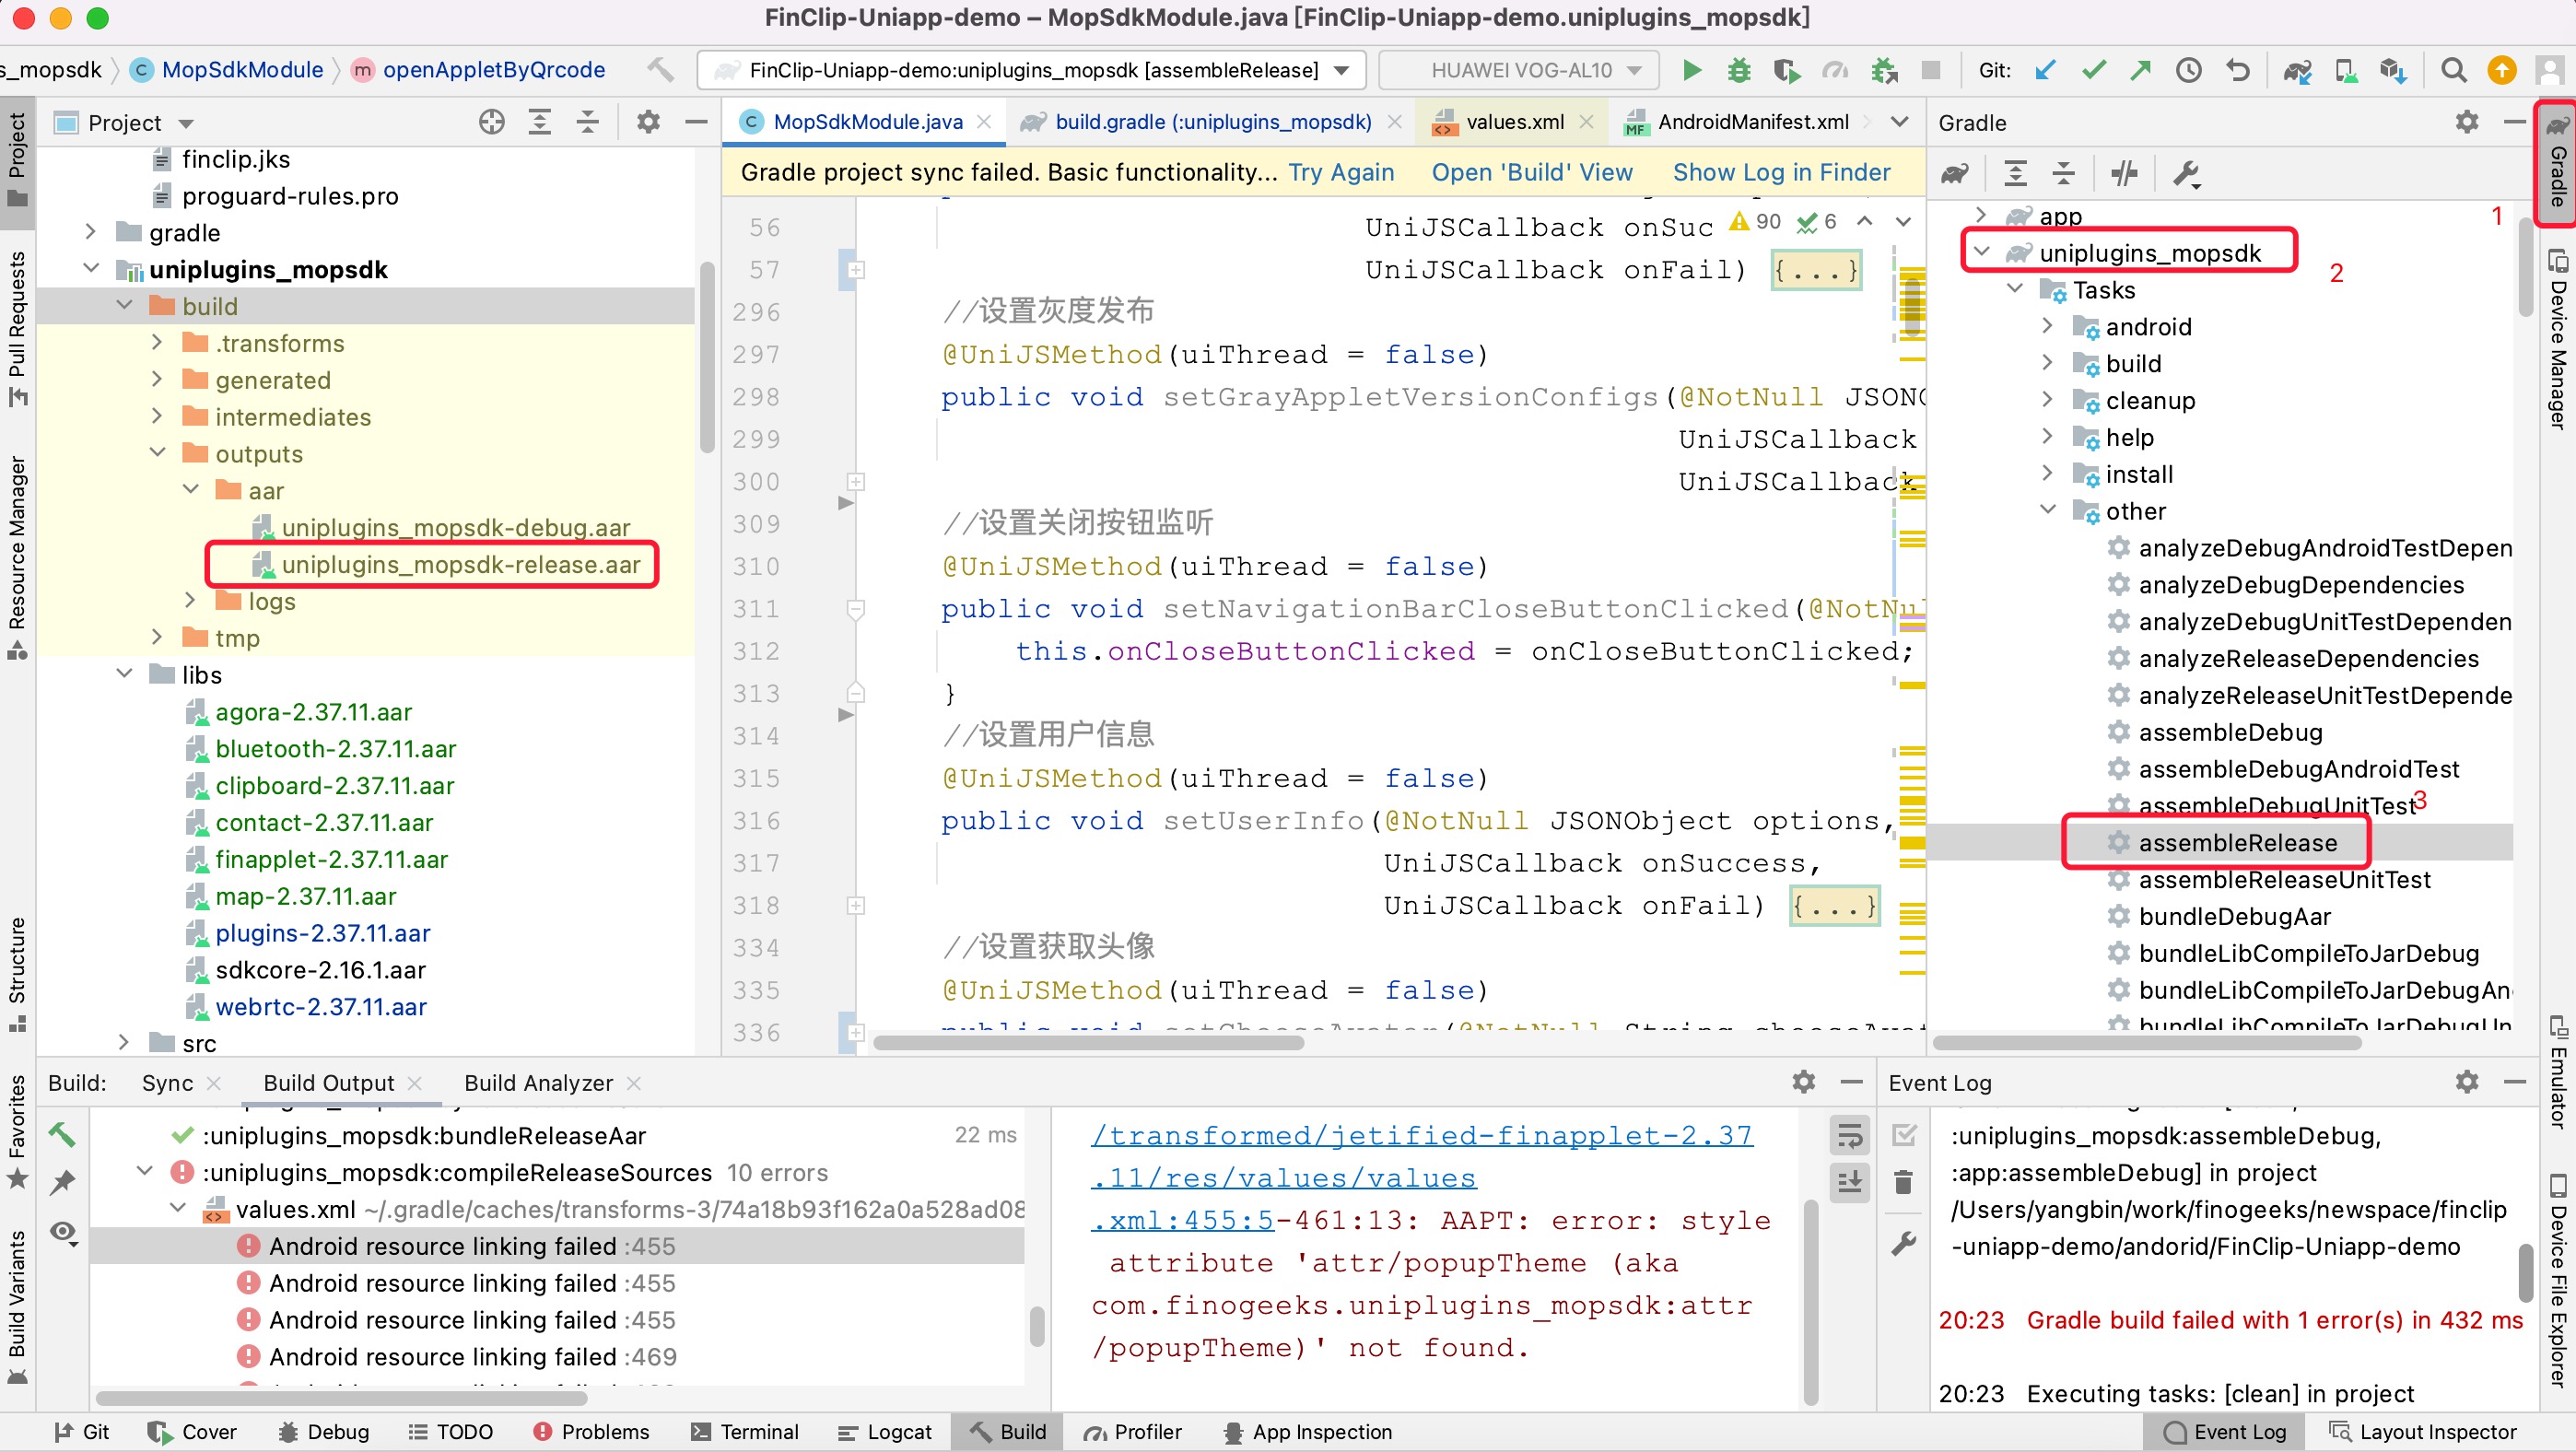 FinClip-Uniapp-demo – MopSdkModule.java [FinClip-Uniapp-demo.uniplugins_mopsdk]
s_mopsdk
MopSdkModule
openAppletByQrcode
FinClip-Uniapp-demo:uniplugins_mopsdk [assembleRelease]
HUAWEI VOG-AL10
Git:
Project
Pull Requests
Resource Manager
Structure
Favorites
Build Variants
Project
finclip.jks
proguard-rules.pro
gradle
uniplugins_mopsdk
build
.transforms
generated
intermediates
outputs
aar
uniplugins_mopsdk-debug.aar
uniplugins_mopsdk-release.aar
logs
tmp
libs
agora-2.37.11.aar
bluetooth-2.37.11.aar
clipboard-2.37.11.aar
contact-2.37.11.aar
finapplet-2.37.11.aar
map-2.37.11.aar
plugins-2.37.11.aar
sdkcore-2.16.1.aar
webrtc-2.37.11.aar
src
MopSdkModule.java
build.gradle (:uniplugins_mopsdk)
values.xml
AndroidManifest.xml
Gradle project sync failed. Basic functionality... Try Again Open 'Build' View Show Log in Finder
90 6
56 UniJSCallback onSuc
57 UniJSCallback onFail) {...}
296 //设置灰度发布
297 @UniJSMethod(uiThread = false)
298 public void setGrayAppletVersionConfigs(@NotNull JSONO
299 UniJSCallback
300 UniJSCallback
309 //设置关闭按钮监听
310 @UniJSMethod(uiThread = false)
311 public void setNavigationBarCloseButtonClicked(@NotNul
312 this.onCloseButtonClicked = onCloseButtonClicked;
313 }
314 //设置用户信息
315 @UniJSMethod(uiThread = false)
316 public void setUserInfo(@NotNull JSONObject options,
317 UniJSCallback onSuccess,
318 UniJSCallback onFail) {...}
334 //设置获取头像
335 @UniJSMethod(uiThread = false)
336 public void setChooseAvatar(@NotNull String chooseAvat
Gradle
app
1
uniplugins_mopsdk
2
Tasks
android
build
cleanup
help
install
other
analyzeDebugAndroidTestDepen
analyzeDebugDependencies
analyzeDebugUnitTestDependen
analyzeReleaseDependencies
analyzeReleaseUnitTestDepende
assembleDebug
assembleDebugAndroidTest
assembleDebugUnitTest
3
assembleRelease
assembleReleaseUnitTest
bundleDebugAar
bundleLibCompileToJarDebug
bundleLibCompileToJarDebugAn
bundleLibCompileToJarDebugUn
Gradle
Device Manager
Emulator
Device File Explorer
Build:
Sync
Build Output
Build Analyzer
:uniplugins_mopsdk:bundleReleaseAar 22 ms
:uniplugins_mopsdk:compileReleaseSources 10 errors
values.xml ~/.gradle/caches/transforms-3/74a18b93f162a0a528ad08
Android resource linking failed :455
Android resource linking failed :455
Android resource linking failed :455
Android resource linking failed :469
/transformed/jetified-finapplet-2.37
.11/res/values/values
.xml:455:5-461:13: AAPT: error: style
attribute 'attr/popupTheme (aka
com.finogeeks.uniplugins_mopsdk:attr
/popupTheme)' not found.
Event Log
:uniplugins_mopsdk:assembleDebug,
:app:assembleDebug] in project
/Users/yangbin/work/finogeeks/newspace/finclip
-uniapp-demo/andorid/FinClip-Uniapp-demo
20:23 Gradle build failed with 1 error(s) in 432 ms
20:23 Executing tasks: [clean] in project
Git
Cover
Debug
TODO
Problems
Terminal
Logcat
Build
Profiler
App Inspection
Event Log
Layout Inspector